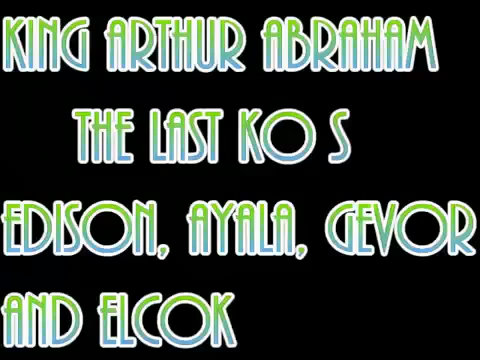 KING ARTHUR ABRAHAM
THE LAST KO S
EDISON, AYALA, GEVOR
AND ELCOK